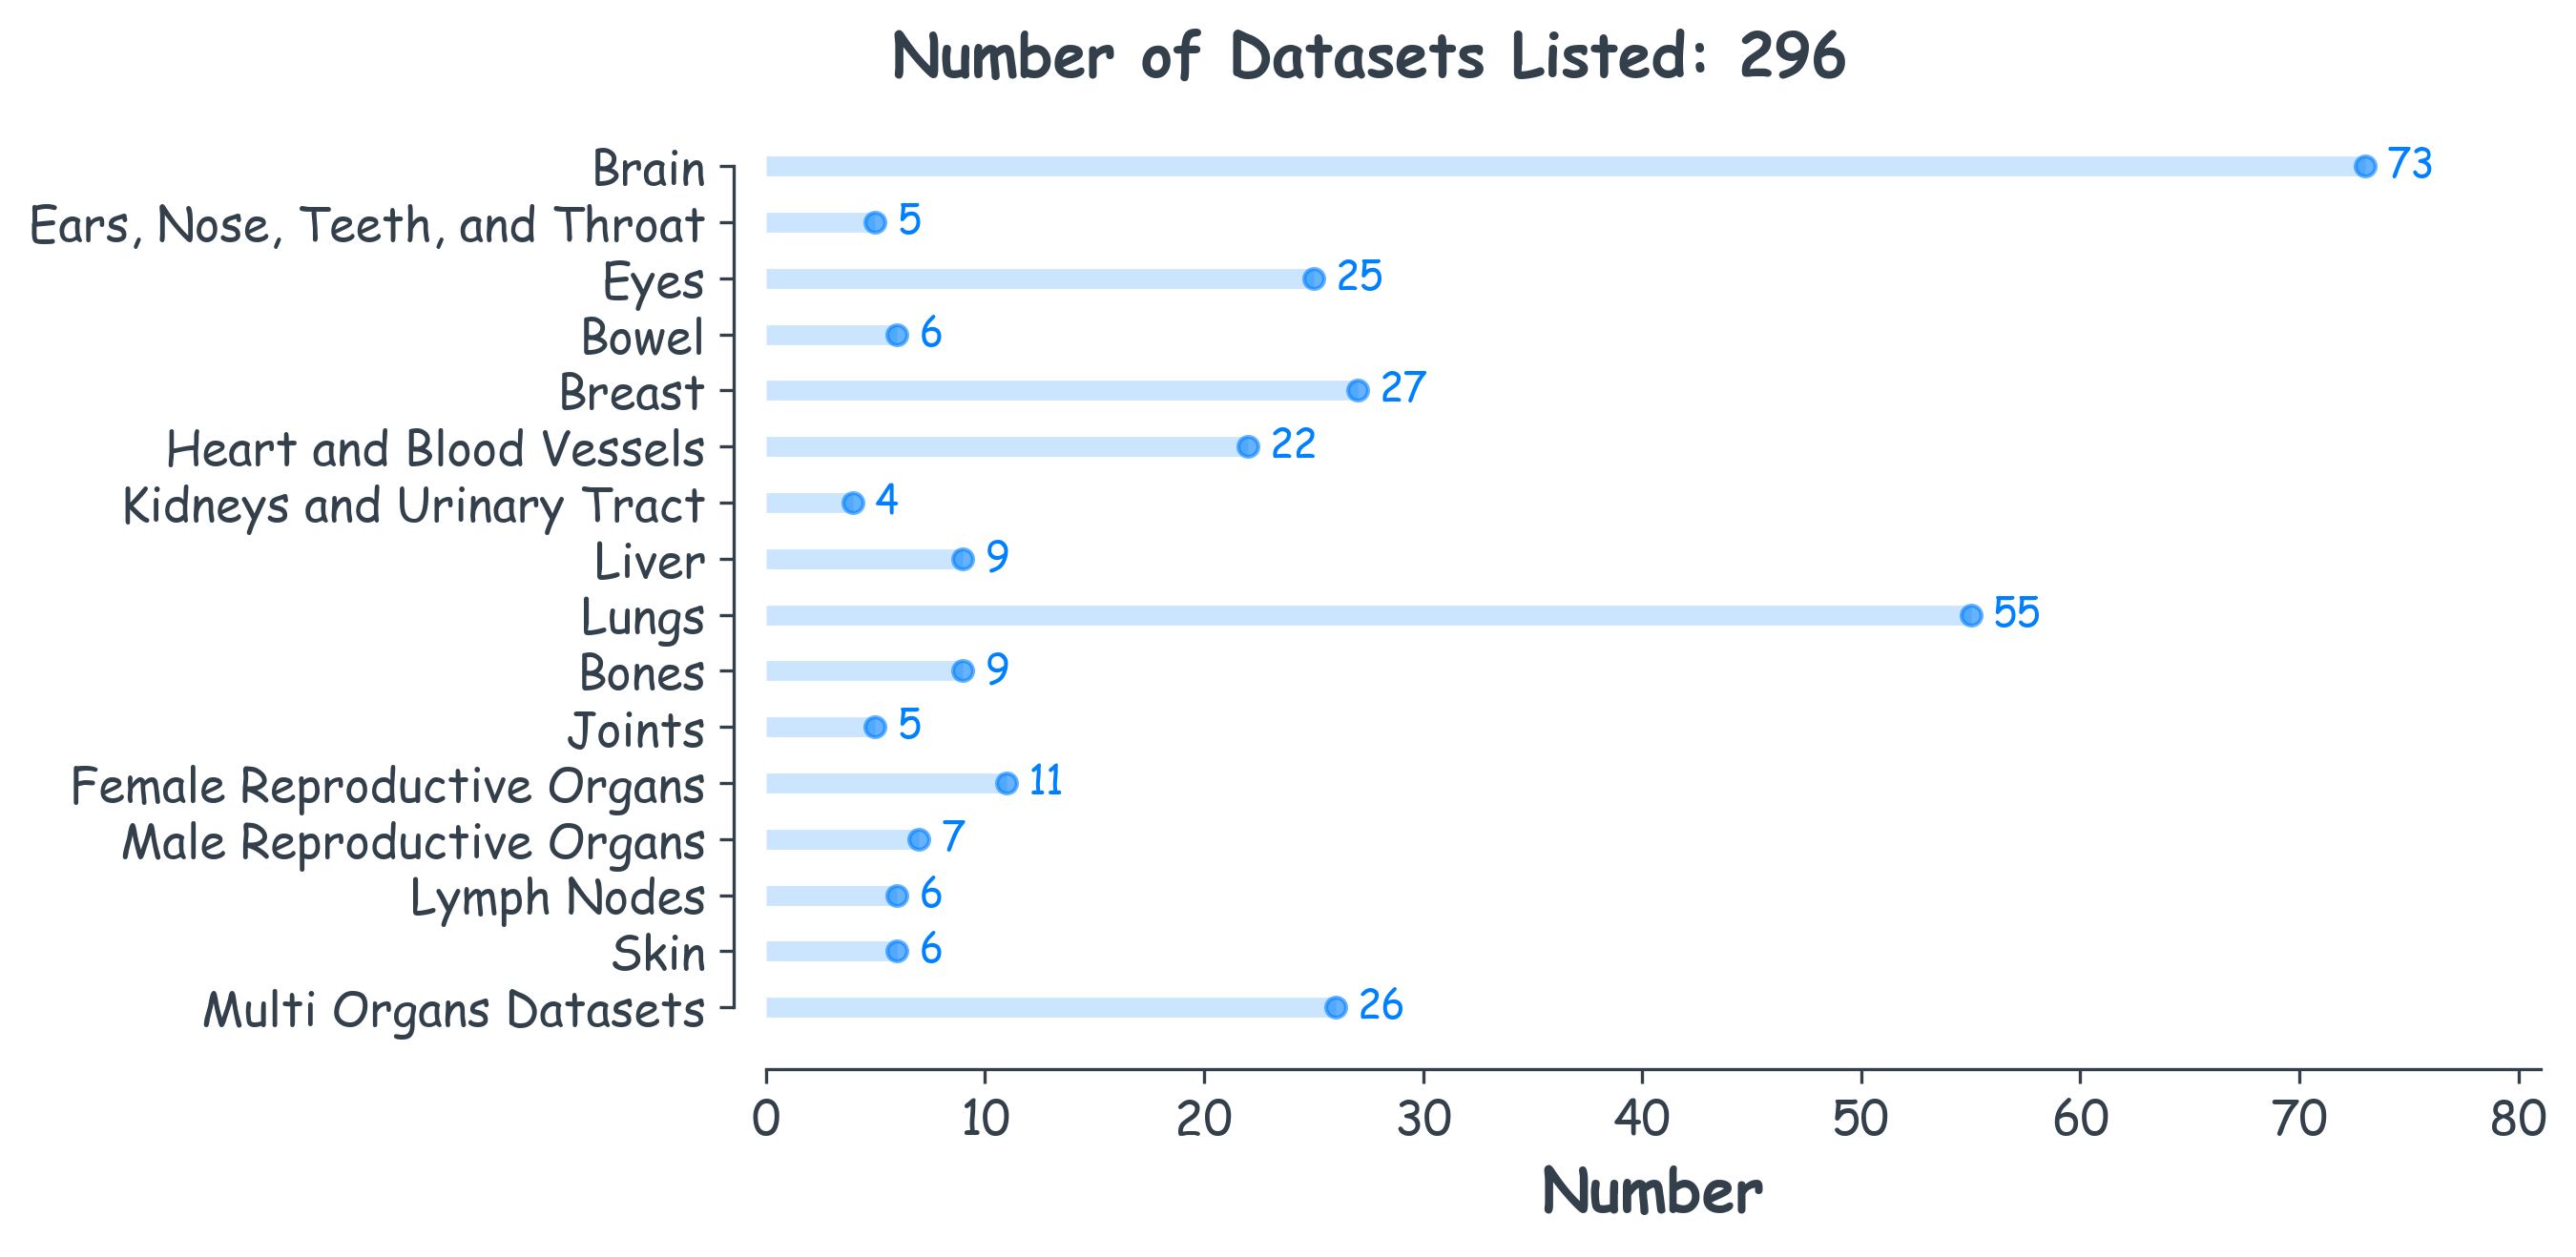 Number of Datasets Listed: 296
Brain 73
Ears, Nose, Teeth, and Throat 5
Eyes 25
Bowel 6
Breast 27
Heart and Blood Vessels 22
Kidneys and Urinary Tract 4
Liver 9
Lungs 55
Bones 9
Joints 5
Female Reproductive Organs 11
Male Reproductive Organs 7
Lymph Nodes 6
Skin 6
Multi Organs Datasets 26
0 10 20 30 40 50 60 70 80
Number